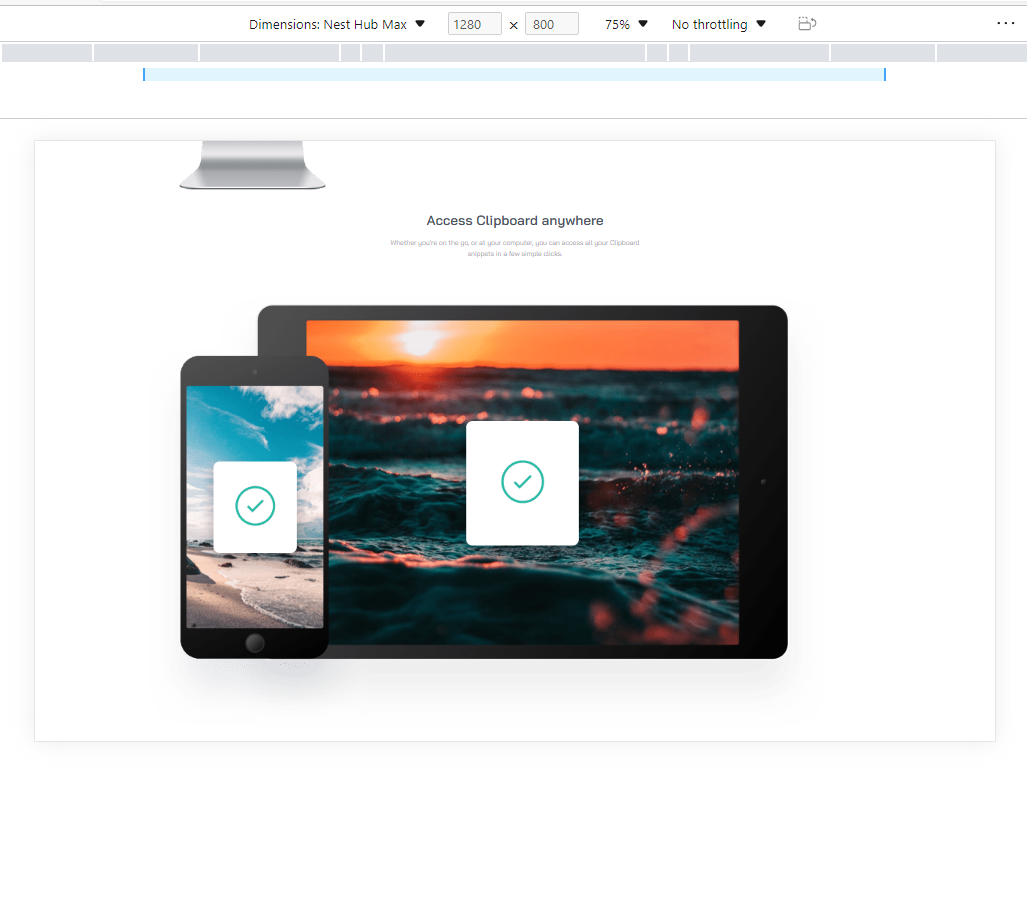 Dimensions: Nest Hub Max ▼ 1280 × 800 75% ▼ No throttling ▼
Access Clipboard anywhere
Whether you're on the go, or at your computer, you can access all your Clipboard
snippets in a few simple clicks.